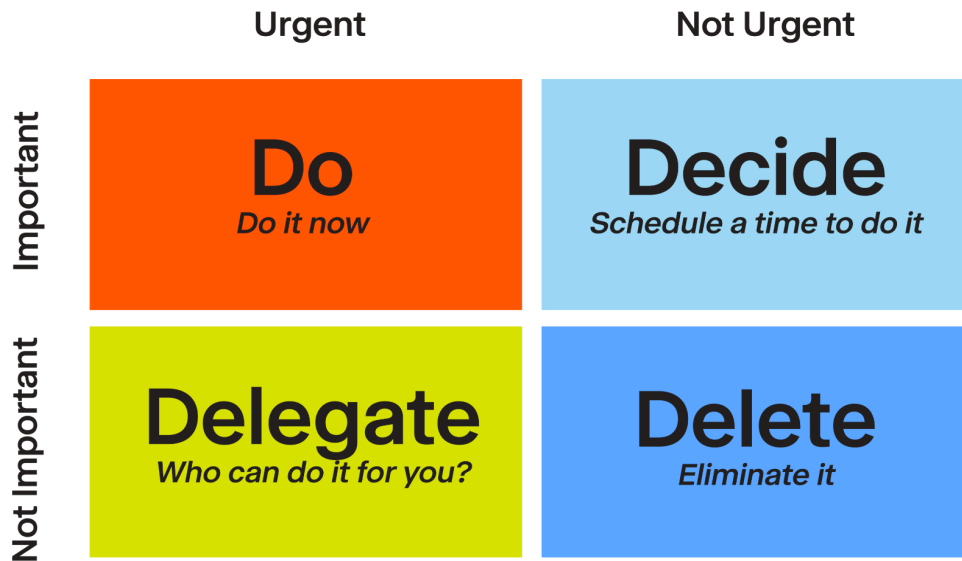 Urgent
Not Urgent
Important
Do
Do it now
Decide
Schedule a time to do it
Not Important
Delegate
Who can do it for you?
Delete
Eliminate it